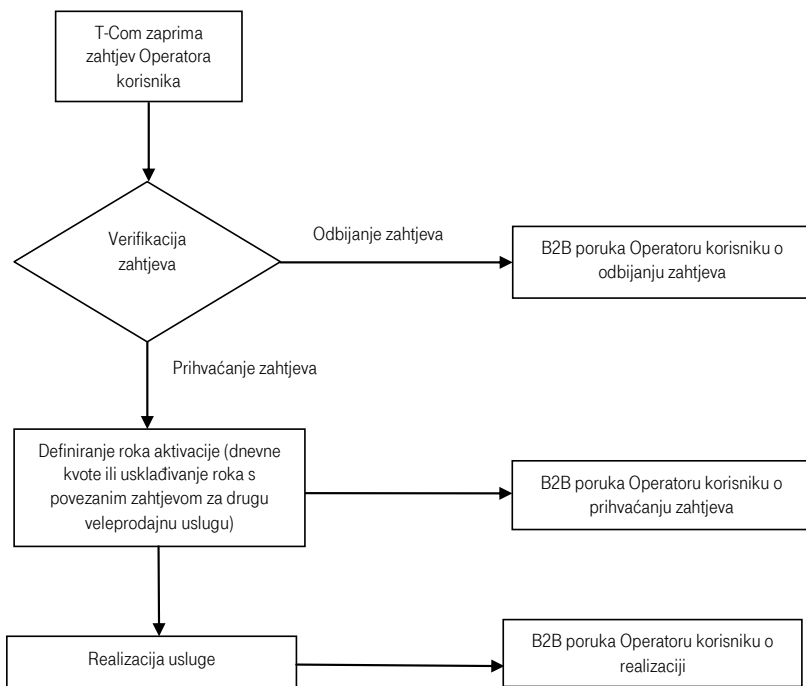 T-Com zaprima
zahtjev Operatora
korisnika
Verifikacija
zahtjeva
Odbijanje zahtjeva
B2B poruka Operatoru korisniku o
odbijanju zahtjeva
Prihvaćanje zahtjeva
Definiranje roka aktivacije (dnevne
kvote ili usklađivanje roka s
povezanim zahtjevom za drugu
veleprodajnu uslugu)
B2B poruka Operatoru korisniku o
prihvaćanju zahtjeva
Realizacija usluge
B2B poruka Operatoru korisniku o
realizaciji